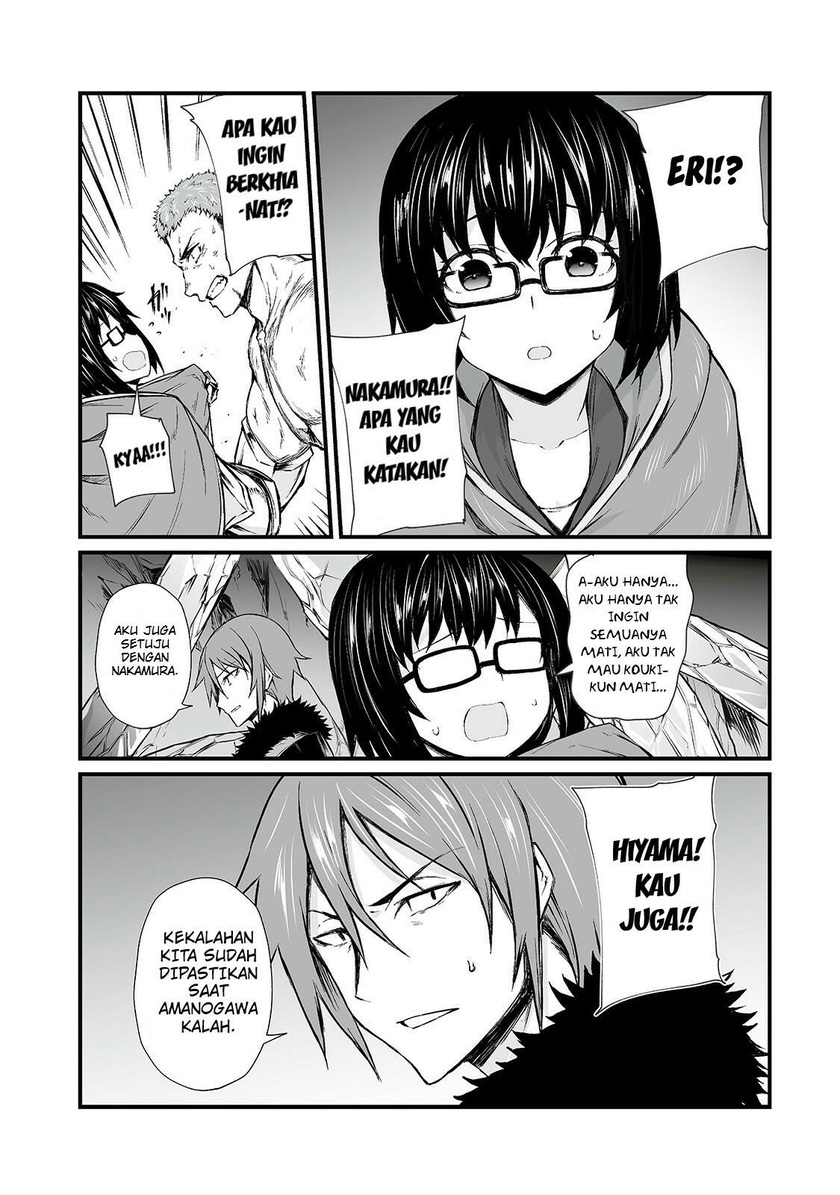 ERI!?
NAKAMURA!!
APA YANG
KAU
KATAKAN!
APA KAU
INGIN
BERKHIA
-NAT!?
ガッ
KYAA!!!
A-AKU HANYA...
AKU HANYA TAK
INGIN
SEMUANYA
MATI, AKU TAK
MAU KOUKI-
KUN MATI...
AKU JUGA
SETUJU
DENGAN
NAKAMURA.
HIYAMA!
KAU
JUGA!!
KEKALAHAN
KITA SUDAH
DIPASTIKAN
SAAT
AMANOGAWA
KALAH.